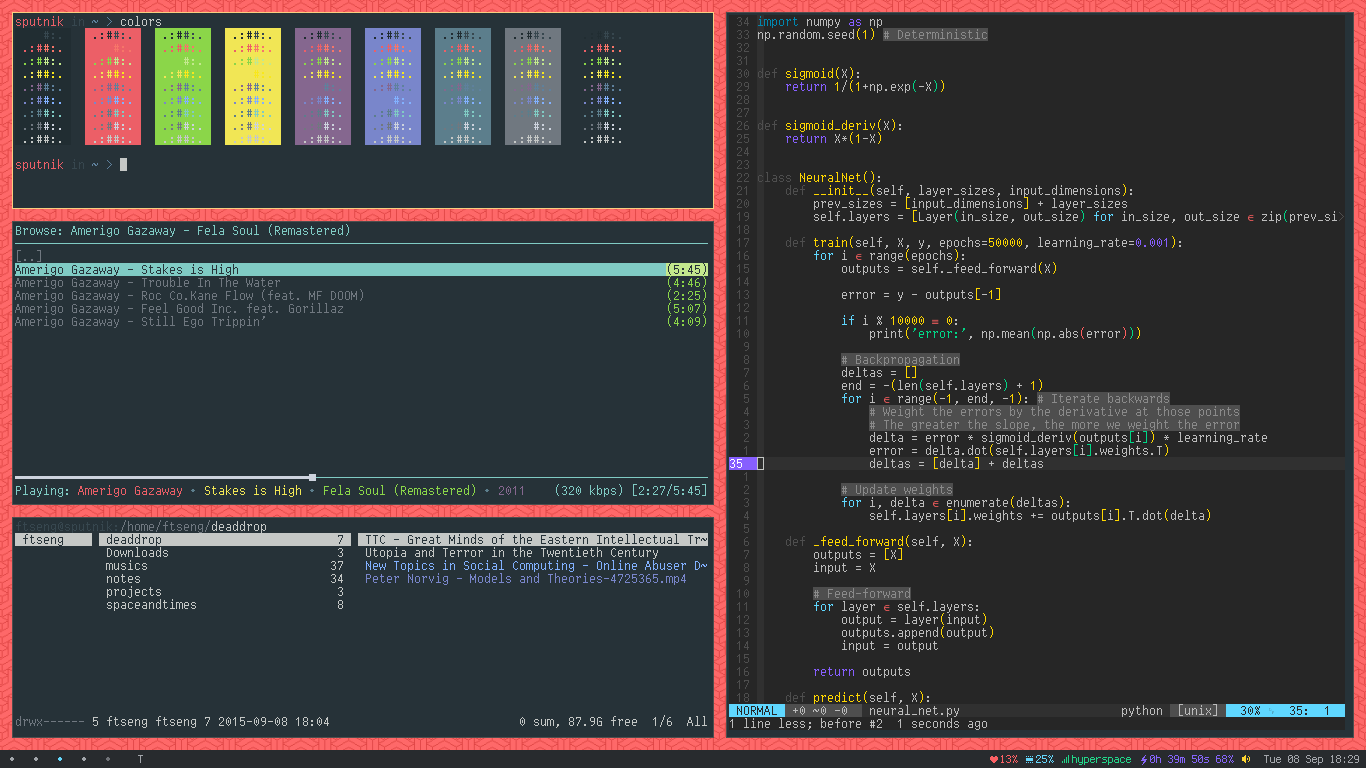 sputnik in ~ > colors
#:. .:##:. .:##:. .:##:. .:##:. .:##:. .:##:. .:##:.
.:##:. #:. .:##:. .:##:. .:##:. .:##:. .:##:. .:##:. .:##:.
.:##:. .:##:. #:. .:##:. .:##:. .:##:. .:##:. .:##:. .:##:.
.:##:. .:##:. .:##:. .:##:. .:##:. .:##:. .:##:. .:##:.
.:##:. .:##:. .:##:. .:##:. .:##:. .:##:. .:##:. .:##:. .:##:.
.:##:. .:##:. .:##:. .:##:. .:##:. .:##:. .:##:. .:##:. .:##:.
.:##:. .:##:. .:##:. .:##:. .:##:. .:##:. .:##:. .:##:. .:##:.
.:##:. .:##:. .:##:. .:##:. .:##:. .:##:. .:##:. .:##:. .:##:.
.:##:. .:##:. .:##:. .:##:. .:##:. .:##:. .:##:. .:##:. .:##:.
sputnik in ~ >
Browse: Amerigo Gazaway - Fela Soul (Remastered)
[..]
Amerigo Gazaway - Stakes is High (5:45)
Amerigo Gazaway - Trouble In The Water (4:46)
Amerigo Gazaway - Roc Co.Kane Flow (feat. MF DOOM) (2:25)
Amerigo Gazaway - Feel Good Inc. feat. Gorillaz (5:07)
Amerigo Gazaway - Still Ego Trippin' (4:09)
Playing: Amerigo Gazaway • Stakes is High • Fela Soul (Remastered) • 2011 (320 kbps) [2:27/5:45]
ftseng@sputnik:/home/ftseng/deaddrop
ftseng deaddrop 7 TTC - Great Minds of the Eastern Intellectual Tr~
Downloads 3 Utopia and Terror in the Twentieth Century
musics 37 New Topics in Social Computing - Online Abuser D~
notes 34 Peter Norvig - Models and Theories-4725365.mp4
projects 3
spaceandtimes 8
drwx------ 5 ftseng ftseng 7 2015-09-08 18:04 0 sum, 87.9G free 1/6 All
34 import numpy as np
33 np.random.seed(1) # Deterministic
32
31
30 def sigmoid(X):
29 return 1/(1+np.exp(-X))
28
27
26 def sigmoid_deriv(X):
25 return X*(1-X)
24
23
22 class NeuralNet():
21 def __init__(self, layer_sizes, input_dimensions):
20 prev_sizes = [input_dimensions] + layer_sizes
19 self.layers = [Layer(in_size, out_size) for in_size, out_size ∈ zip(prev_si>
18
17 def train(self, X, y, epochs=50000, learning_rate=0.001):
16 for i ∈ range(epochs):
15 outputs = self._feed_forward(X)
14
13 error = y - outputs[-1]
12
11 if i % 10000 = 0:
10 print('error:', np.mean(np.abs(error)))
9
8 # Backpropagation
7 deltas = []
6 end = -(len(self.layers) + 1)
5 for i ∈ range(-1, end, -1): # Iterate backwards
4 # Weight the errors by the derivative at those points
3 # The greater the slope, the more we weight the error
2 delta = error * sigmoid_deriv(outputs[i]) * learning_rate
1 error = delta.dot(self.layers[i].weights.T)
35 deltas = [delta] + deltas
1
2 # Update weights
3 for i, delta ∈ enumerate(deltas):
4 self.layers[i].weights += outputs[i].T.dot(delta)
5
6 def _feed_forward(self, X):
7 outputs = [X]
8 input = X
9
10 # Feed-forward
11 for layer ∈ self.layers:
12 output = layer(input)
13 outputs.append(output)
14 input = output
15
16 return outputs
17
18 def predict(self, X):
NORMAL +0 ~0 -0 neural_net.py python [unix] 30% 35: 1
1 line less; before #2 1 seconds ago
T 13% 25% hyperspace 0h 39m 50s 68% Tue 08 Sep 18:29